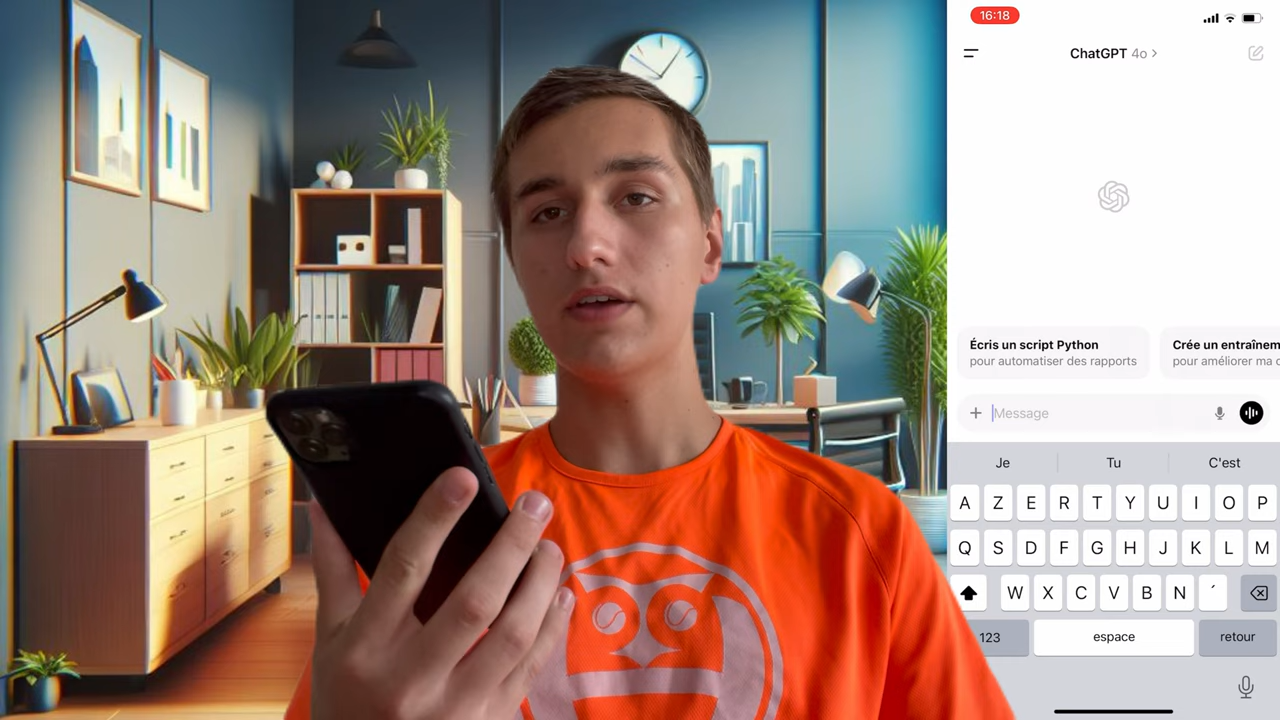 16:18
ChatGPT 4o >
Écris un script Python
pour automatiser des rapports
Crée un entraînem
pour améliorer ma c
Message
Je
Tu
C'est
A Z E R T Y U I O P
Q S D F G H J K L M
W X C V B N ´
123
espace
retour